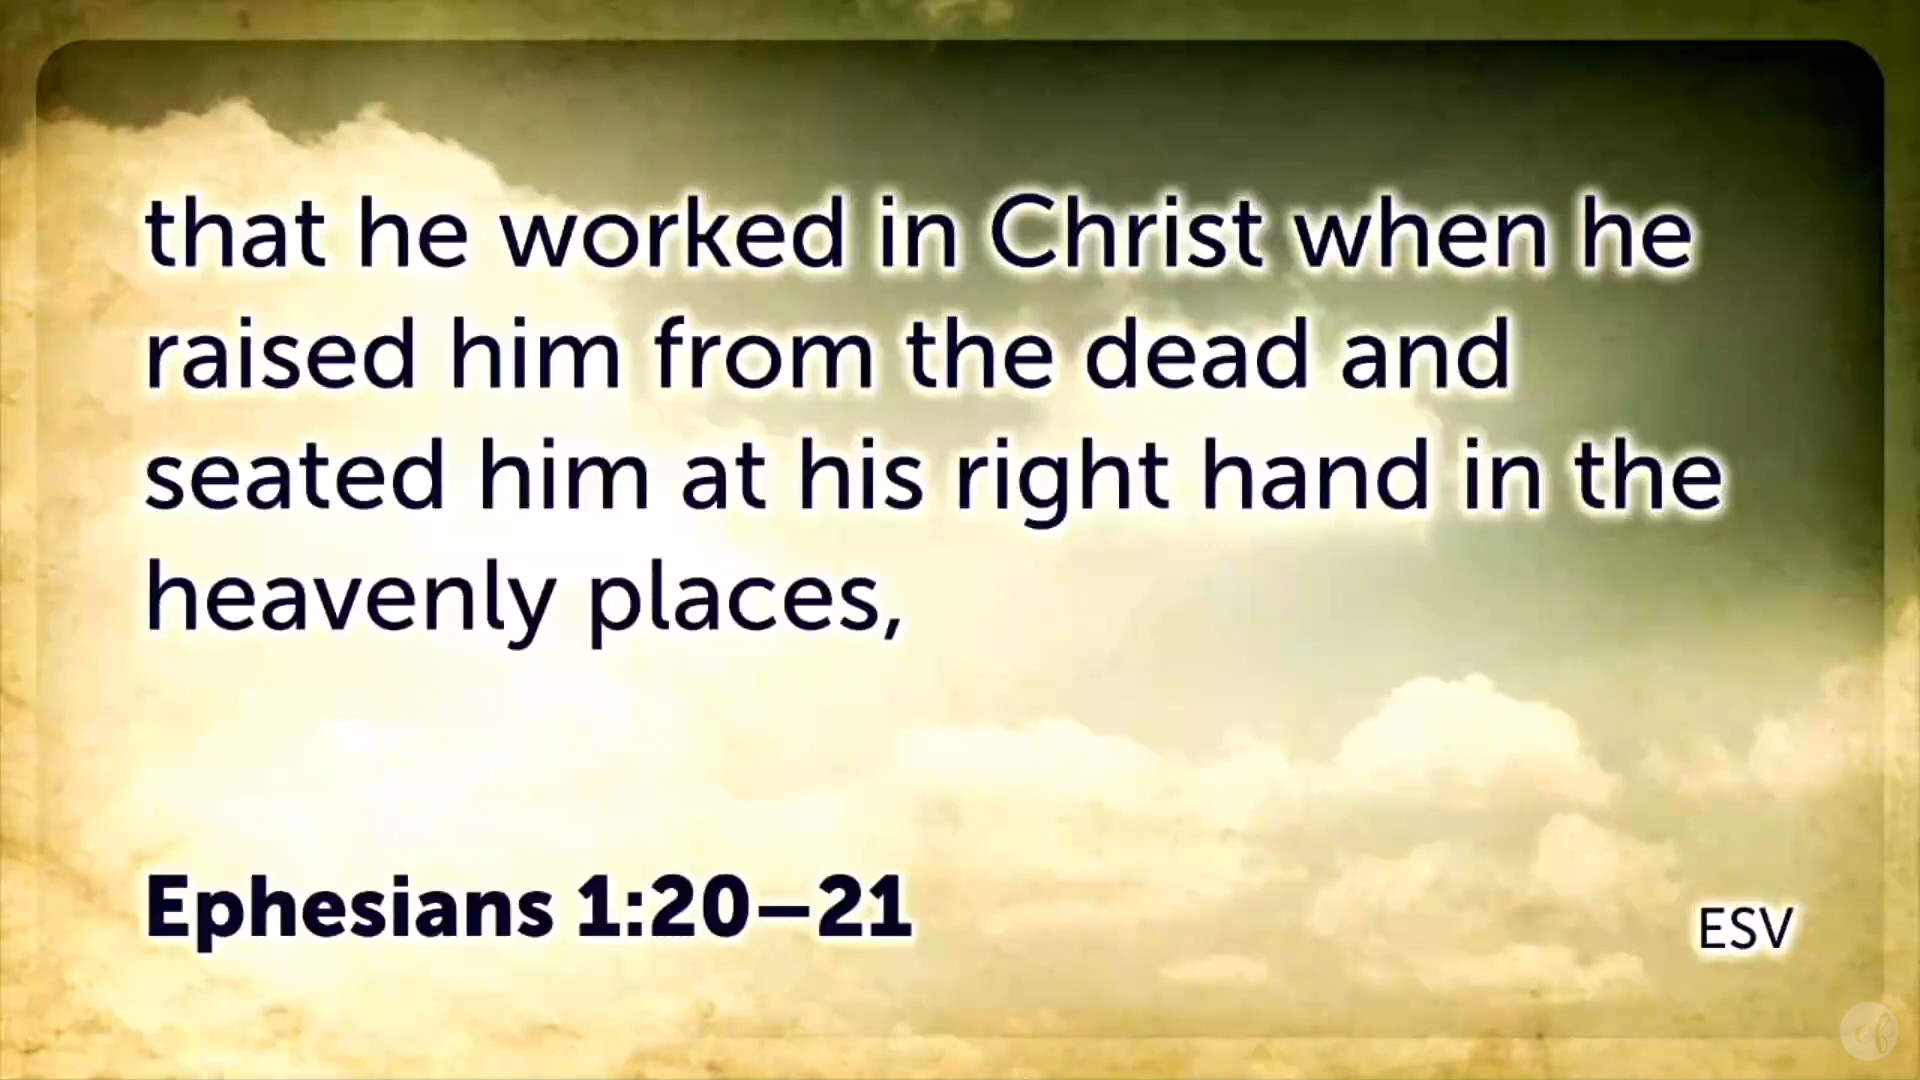 that he worked in Christ when he
raised him from the dead and
seated him at his right hand in the
heavenly places,
Ephesians 1:20–21
ESV